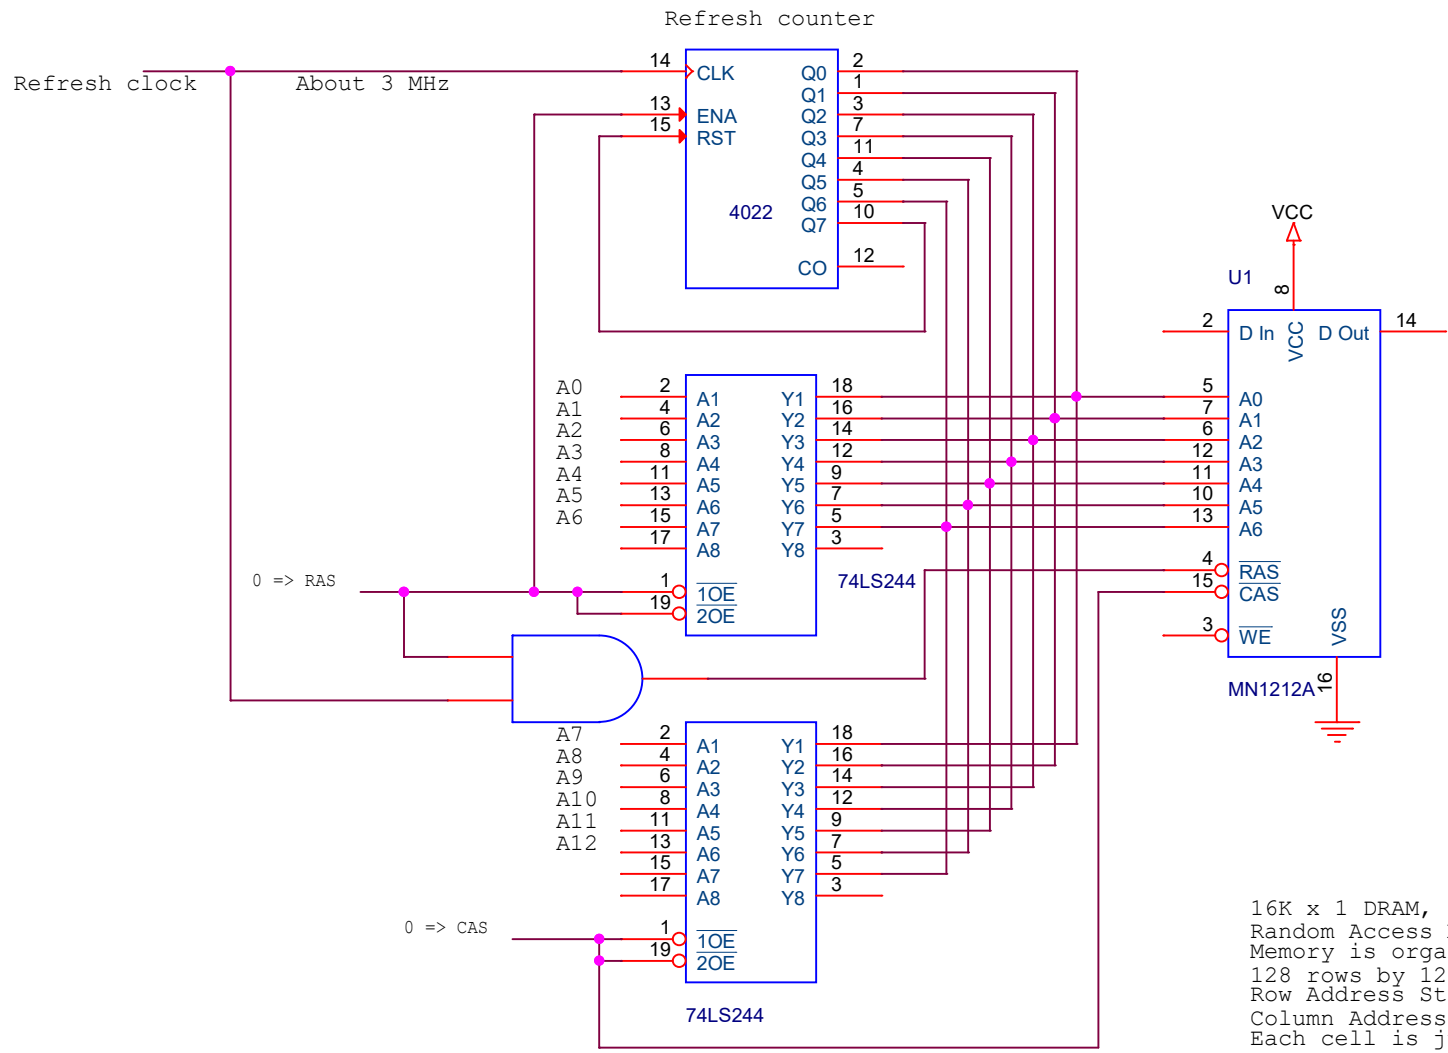 Refresh counter
Refresh clock About 3 MHz
14 CLK Q0 2
Q1 1
13 ENA Q2 3
15 RST Q3 7
Q4 11
Q5 4
4022 Q6 5
Q7 10
CO 12
VCC
U1
8
2 D In VCC D Out 14
A0 2 A1 Y1 18 5 A0
A1 4 A2 Y2 16 7 A1
A2 6 A3 Y3 14 6 A2
A3 8 A4 Y4 12 12 A3
A4 11 A5 Y5 9 11 A4
A5 13 A6 Y6 7 10 A5
A6 15 A7 Y7 5 13 A6
17 A8 Y8 3
0 => RAS 1 1OE 74LS244 4 RAS
19 2OE 15 CAS
3 WE VSS
MN1212A 16
A7 2 A1 Y1 18
A8 4 A2 Y2 16
A9 6 A3 Y3 14
A10 8 A4 Y4 12
A11 11 A5 Y5 9
A12 13 A6 Y6 7
15 A7 Y7 5
17 A8 Y8 3
0 => CAS 1 1OE
19 2OE
74LS244
16K x 1 DRAM,
Random Access
Memory is orga
128 rows by 12
Row Address St
Column Address
Each cell is j